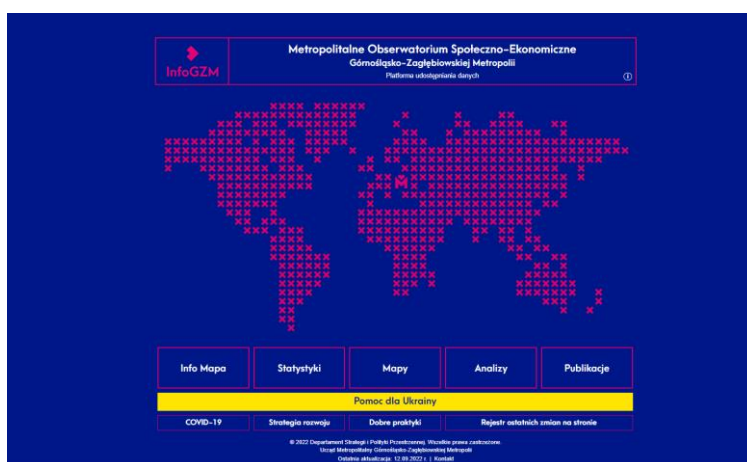 InfoGZM
Metropolitalne Obserwatorium Społeczno-Ekonomiczne
Górnośląsko-Zagłębiowskiej Metropolii
Platforma udostępniania danych
Info Mapa
Statystyki
Mapy
Analizy
Publikacje
Pomoc dla Ukrainy
COVID-19
Strategia rozwoju
Dobre praktyki
Rejestr ostatnich zmian na stronie
© 2022 Departament Strategii i Polityki Przestrzennej. Wszelkie prawa zastrzeżone.
Urząd Metropolitalny Górnośląsko-Zagłębiowskiej Metropolii
Ostatnia aktualizacja: 12.09.2022 r. | Kontakt